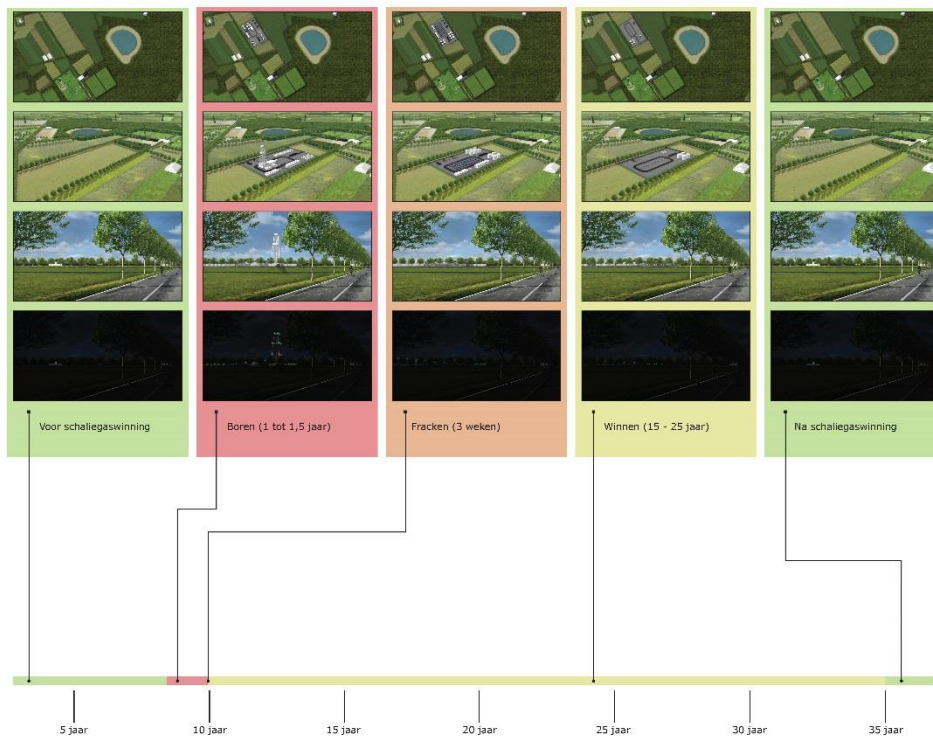 Voor schaliegaswinning
Boren (1 tot 1,5 jaar)
Fracken (3 weken)
Winnen (15 - 25 jaar)
Na schaliegaswinning
5 jaar
10 jaar
15 jaar
20 jaar
25 jaar
30 jaar
35 jaar